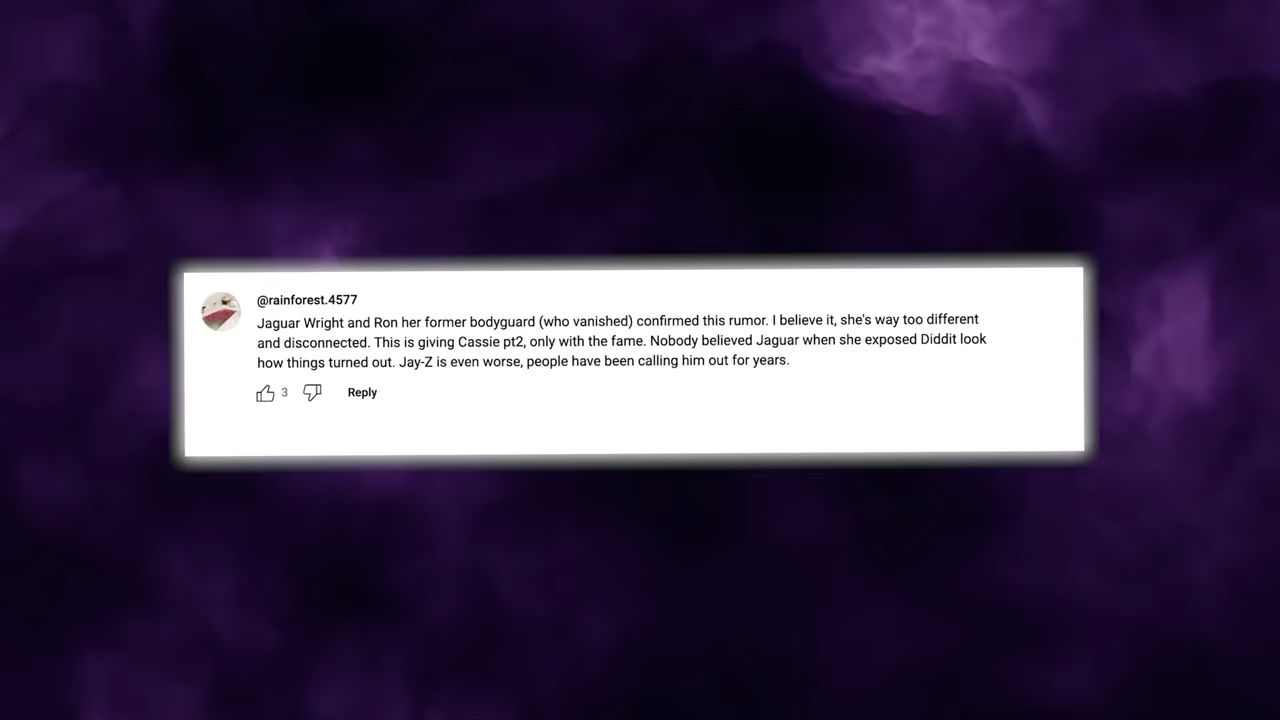 @rainforest.4577
Jaguar Wright and Ron her former bodyguard (who vanished) confirmed this rumor. I believe it, she's way too different
and disconnected. This is giving Cassie pt2, only with the fame. Nobody believed Jaguar when she exposed Diddit look
how things turned out. Jay-Z is even worse, people have been calling him out for years.
3 Reply